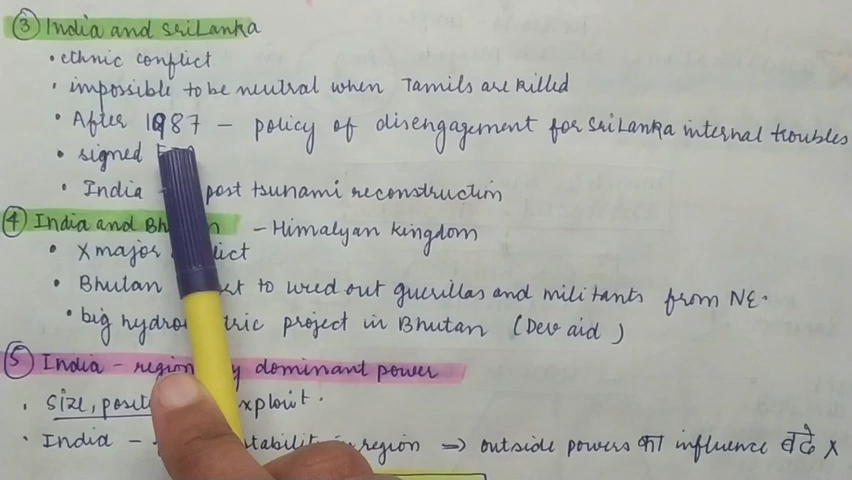 ③ India and SriLanka
• ethnic conflict
• impossible to be neutral when Tamils are killed
• After 1987 – policy of disengagement for SriLanka internal troubles
• signed
• India – post tsunami reconstruction
④ India and Bh – Himalyan kingdom
• X major
• Bhutan to wred out guerillas and militants from NE.
• big hydro project in Bhutan (Dev aid)
⑤ India – dominant power
• Size,
• India – region ⇒ outside powers का influence बढे X